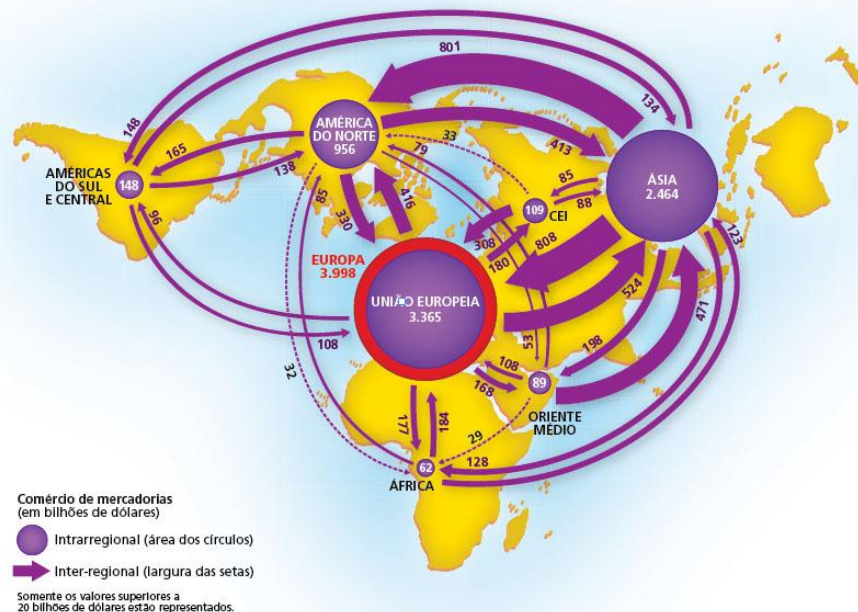 801
134
148
33
AMÉRICA
DO NORTE
956
79
413
165
138
AMÉRICAS
DO SUL
E CENTRAL
148
ÁSIA
2.464
85
88
109
CEI
96
85
330
416
308
180
808
123
EUROPA
3.998
UNIÃO EUROPEIA
3.365
524
471
53
198
108
32
108
168
89
ORIENTE
MÉDIO
177
184
29
128
62
ÁFRICA
Comércio de mercadorias
(em bilhões de dólares)
Intrarregional (área dos círculos)
Inter-regional (largura das setas)
Somente os valores superiores a
20 bilhões de dólares estão representados.